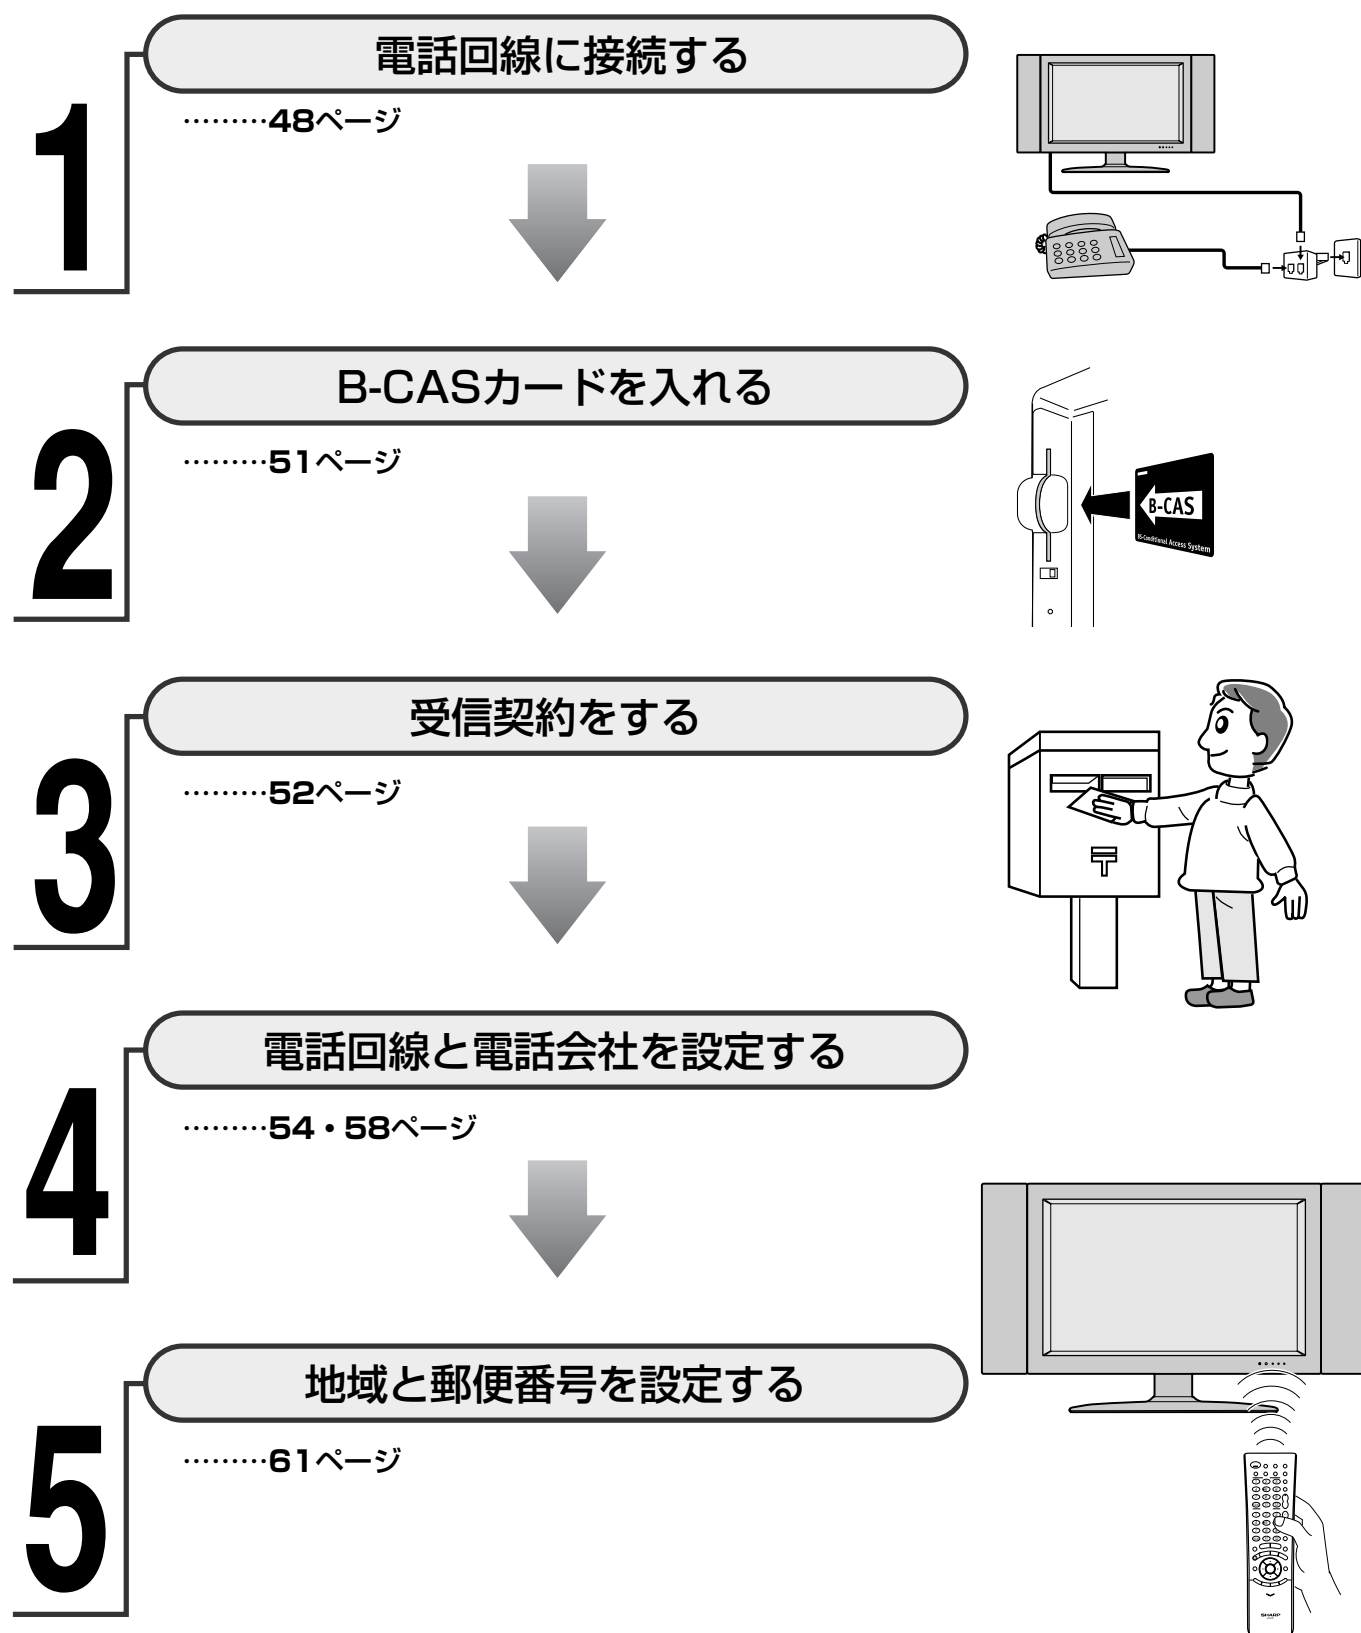 1
電話回線に接続する
………48ページ
2
B-CASカードを入れる
………51ページ
B-CAS
BS-Conditional Access System
3
受信契約をする
………52ページ
〒
4
電話回線と電話会社を設定する
………54・58ページ
5
地域と郵便番号を設定する
………61ページ
SHARP